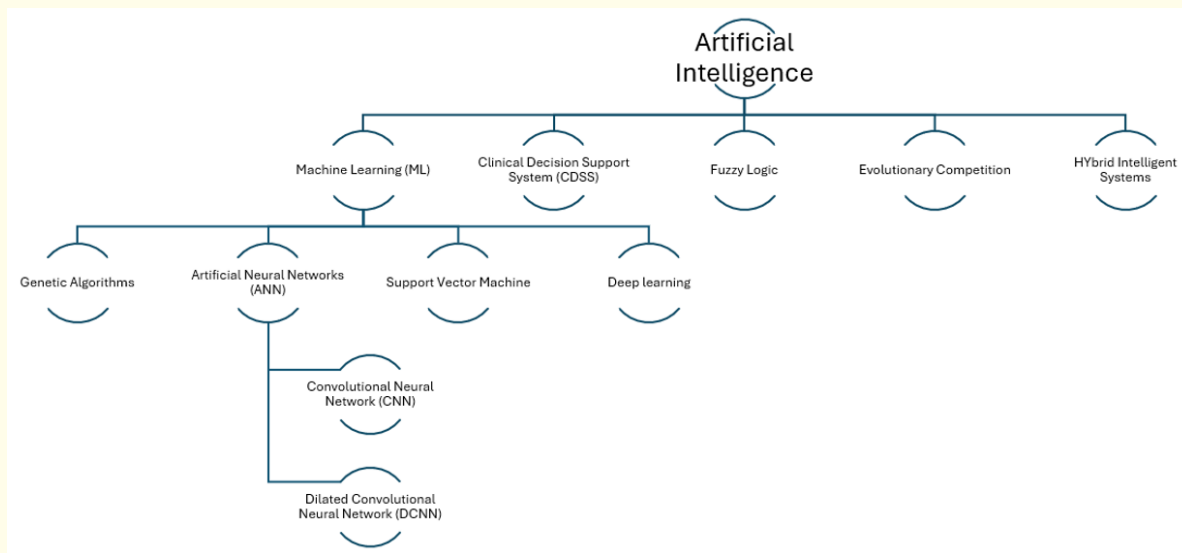 Artificial
Intelligence
Machine Learning (ML)
Clinical Decision Support
System (CDSS)
Fuzzy Logic
Evolutionary Competition
HYbrid Intelligent
Systems
Genetic Algorithms
Artificial Neural Networks
(ANN)
Support Vector Machine
Deep learning
Convolutional Neural
Network (CNN)
Dilated Convolutional
Neural Network (DCNN)